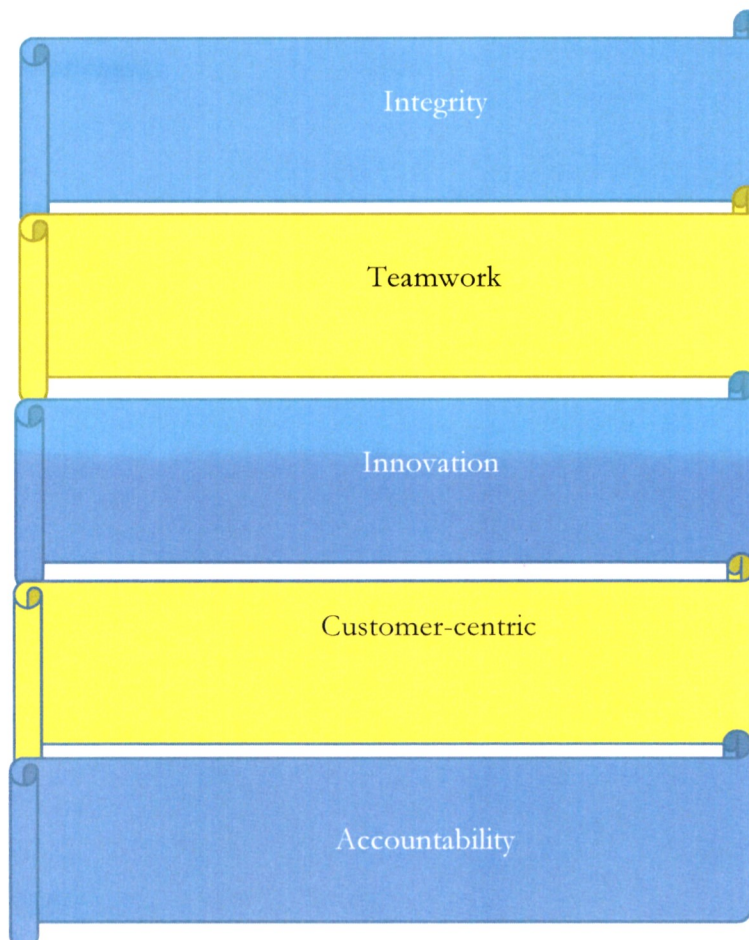 Integrity
Teamwork
Innovation
Customer-centric
Accountability